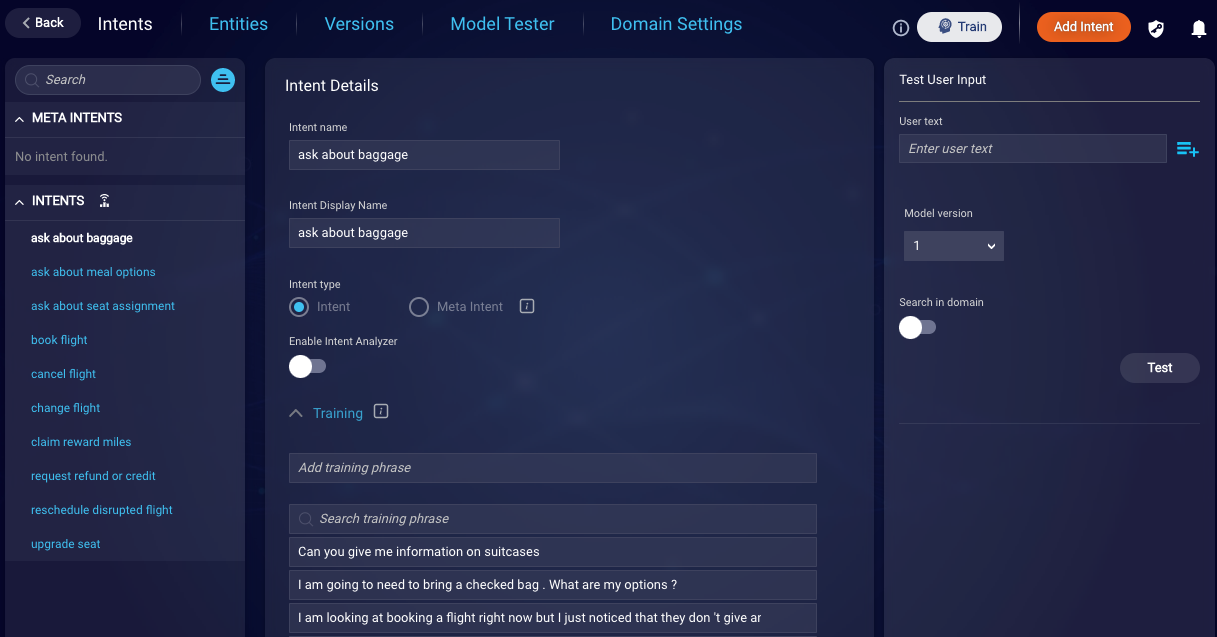 Back
Intents
Entities
Versions
Model Tester
Domain Settings
Train
Add Intent
Search
META INTENTS
No intent found.
INTENTS
ask about baggage
ask about meal options
ask about seat assignment
book flight
cancel flight
change flight
claim reward miles
request refund or credit
reschedule disrupted flight
upgrade seat
Intent Details
Intent name
ask about baggage
Intent Display Name
ask about baggage
Intent type
Intent
Meta Intent
Enable Intent Analyzer
Training
Add training phrase
Search training phrase
Can you give me information on suitcases
I am going to need to bring a checked bag . What are my options ?
I am looking at booking a flight right now but I just noticed that they don 't give ar
Test User Input
User text
Enter user text
Model version
1
Search in domain
Test